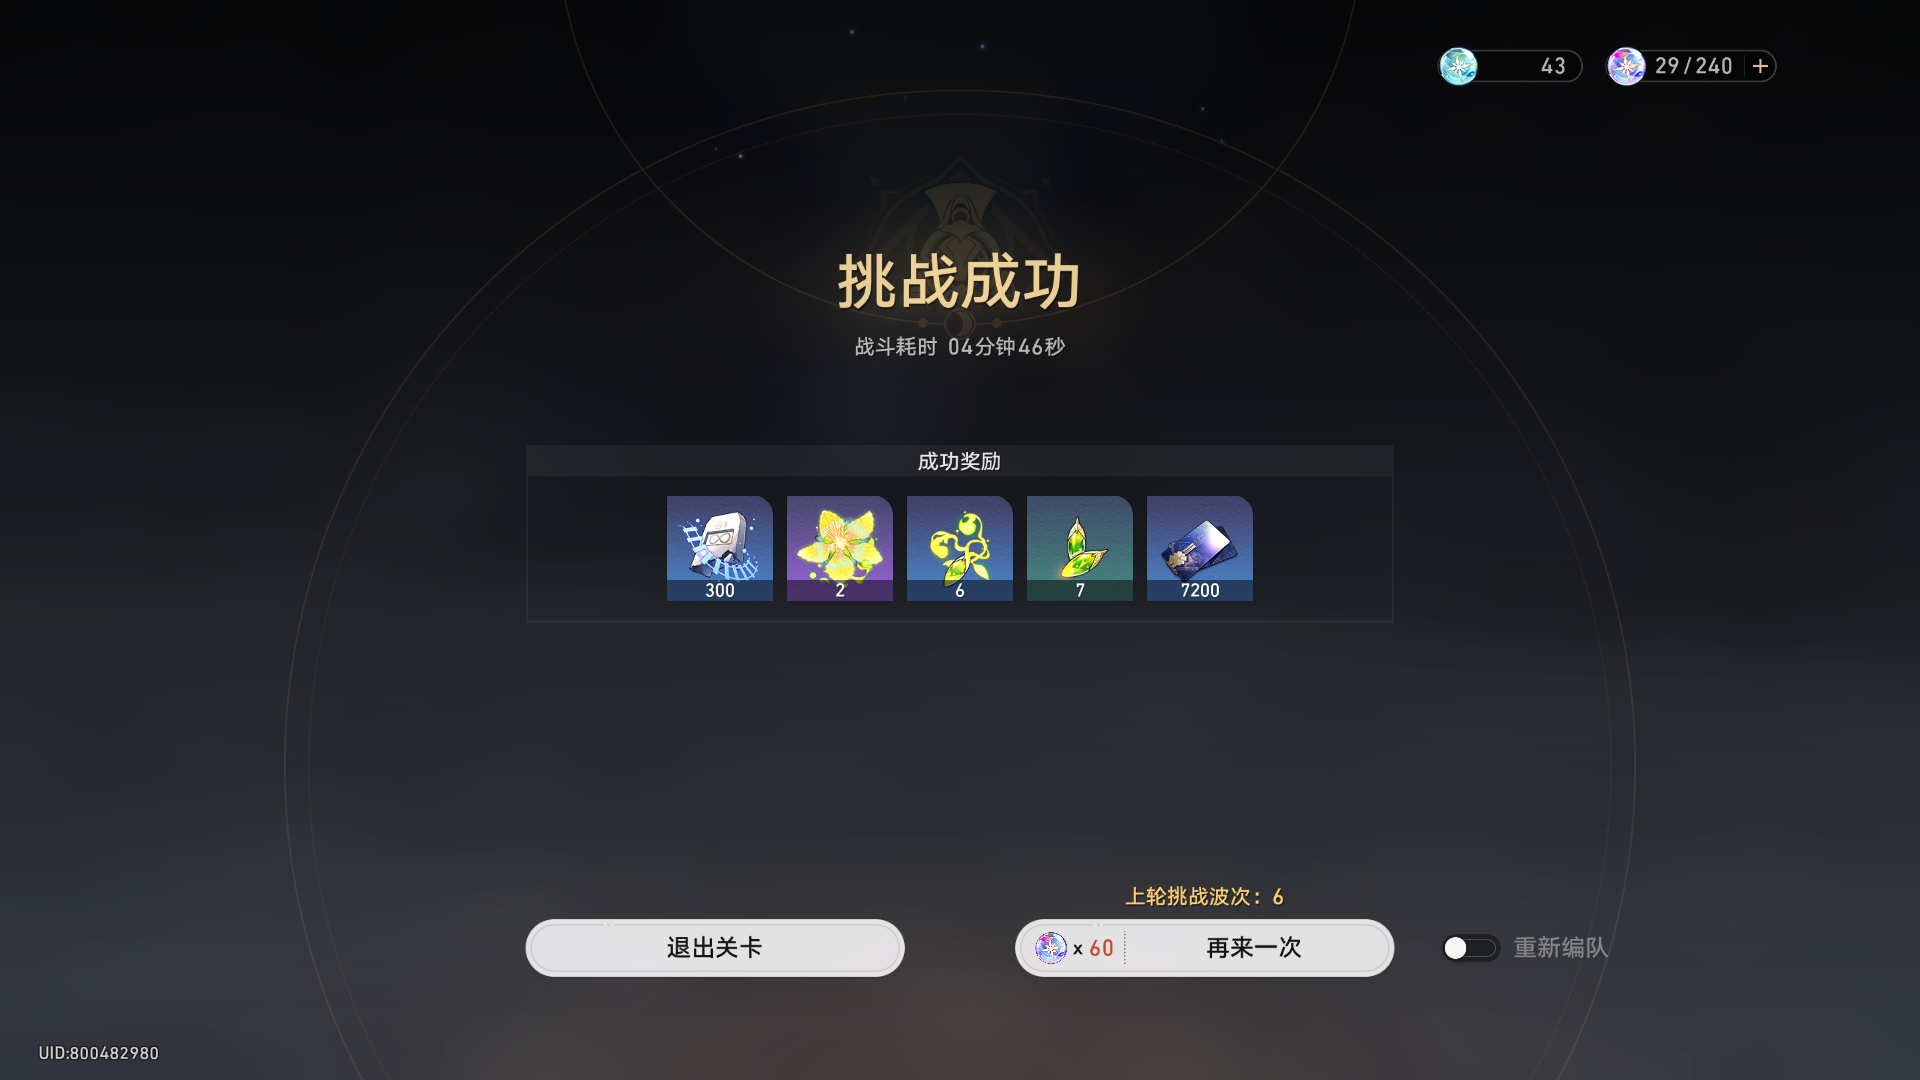 43
29/240
挑战成功
战斗耗时 04分钟46秒
成功奖励
300
2
6
7
7200
上轮挑战波次：6
退出关卡
x 60
再来一次
重新编队
UID:800482980